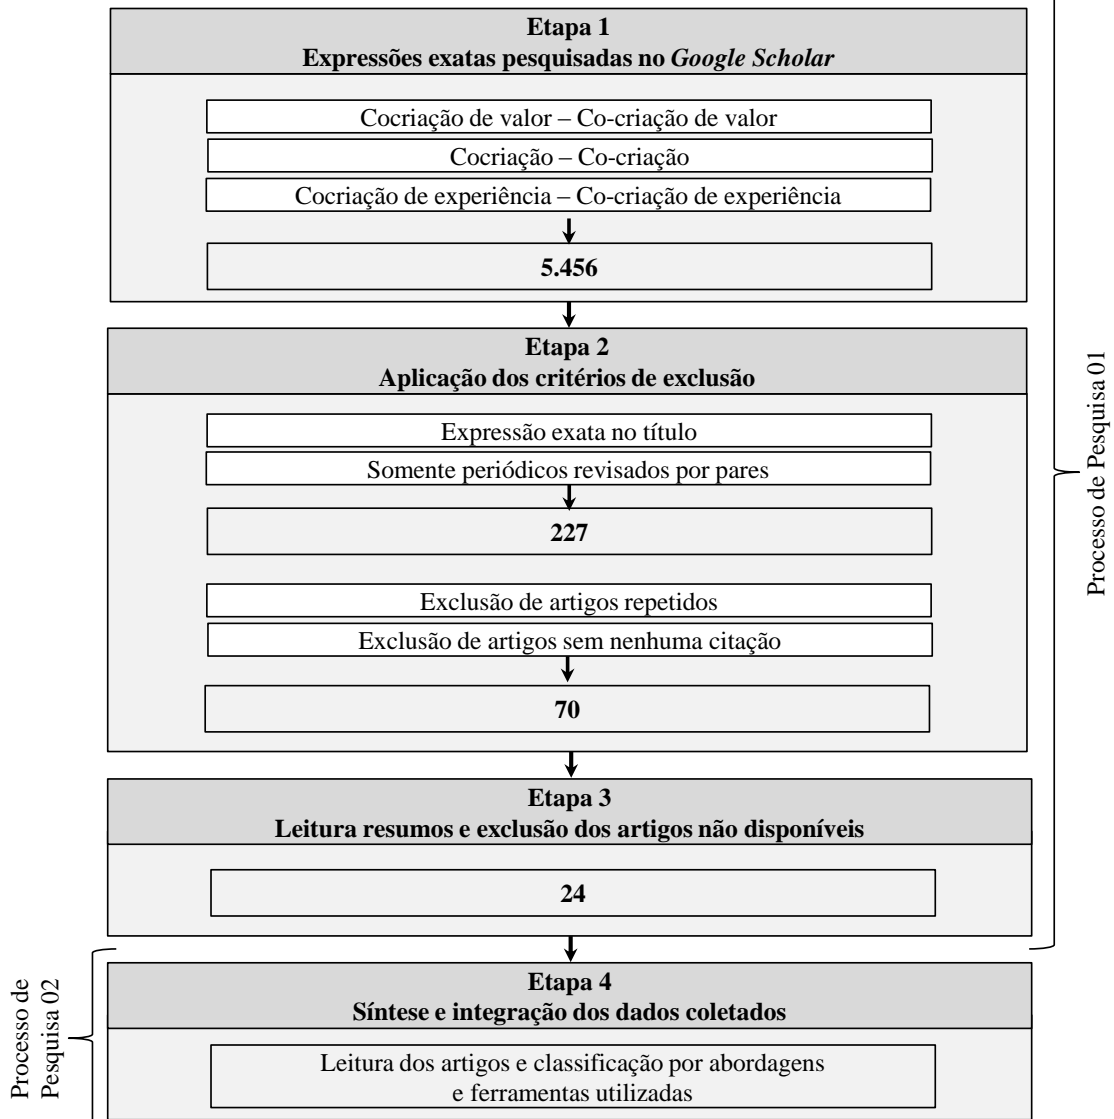 Etapa 1
Expressões exatas pesquisadas no Google Scholar
Cocriação de valor – Co-criação de valor
Cocriação – Co-criação
Cocriação de experiência – Co-criação de experiência
5.456
Etapa 2
Aplicação dos critérios de exclusão
Expressão exata no título
Somente periódicos revisados por pares
227
Exclusão de artigos repetidos
Exclusão de artigos sem nenhuma citação
70
Etapa 3
Leitura resumos e exclusão dos artigos não disponíveis
24
Processo de Pesquisa 01
Etapa 4
Síntese e integração dos dados coletados
Leitura dos artigos e classificação por abordagens
e ferramentas utilizadas
Processo de
Pesquisa 02